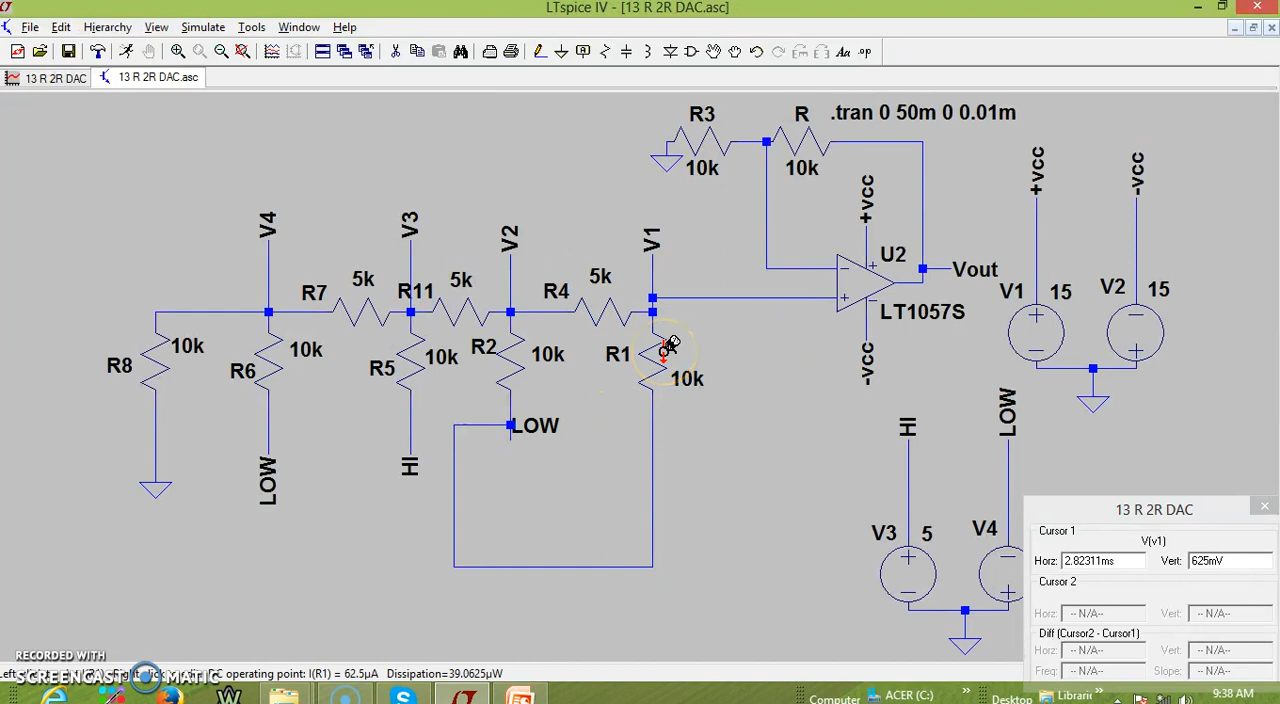 LTspice IV - [13 R 2R DAC.asc]
File Edit Hierarchy View Simulate Tools Window Help
13 R 2R DAC 13 R 2R DAC.asc
R3 R .tran 0 50m 0 0.01m
10k 10k
+vcc
-vcc
+vcc
V4 V3 V2 V1
U2
Vout
5k 5k 5k
R7 R11 R4
V1 15 V2 15
LT1057S
R8 10k R6 10k R5 10k R2 10k R1 10k
-vcc
LOW
HI
LOW
HI
LOW
V3 5 V4
13 R 2R DAC
Cursor 1
V(v1)
Horz: 2.82311ms Vert: 625mV
Cursor 2
Horz: -- N/A-- Vert: -- N/A--
Diff (Cursor2 - Cursor1)
Horz: -- N/A-- Vert: -- N/A--
Freq: -- N/A-- Slope: -- N/A--
RECORDED WITH
SCREENCAST MATIC
operating point: I(R1) = 62.5µA Dissipation=39.0625µW
Computer ACER (C:) Desktop Librari 9:38 AM